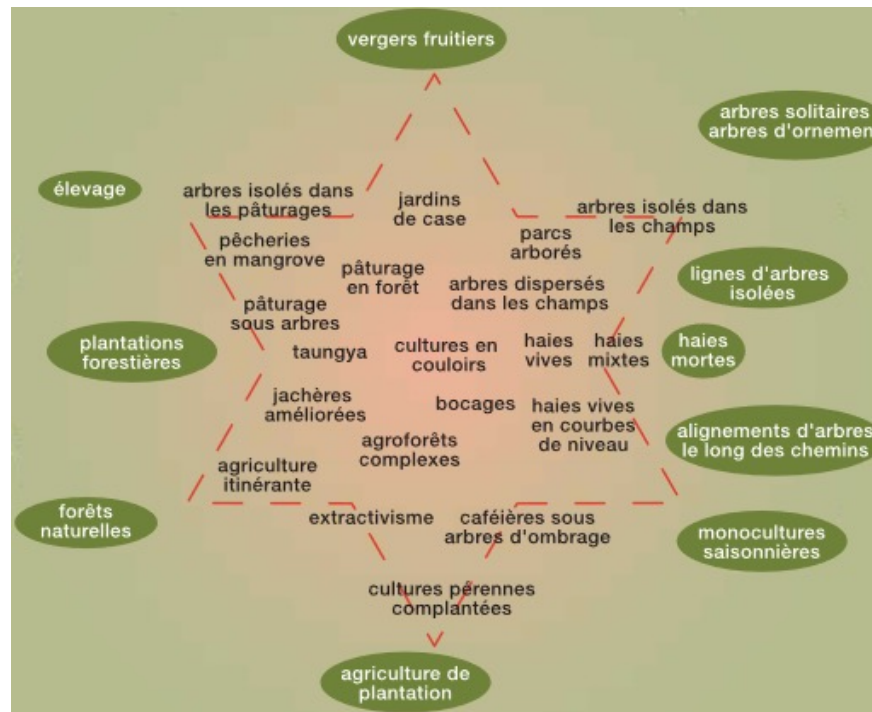 vergers fruitiers
arbres solitaires
arbres d'ornemen
élevage
arbres isolés dans
les pâturages
jardins
de case
arbres isolés dans
les champs
parcs
arborés
pêcheries
en mangrove
pâturage
en forêt
arbres dispersés
dans les champs
lignes d'arbres
isolées
pâturage
sous arbres
plantations
forestières
taungya
cultures en
couloirs
haies
vives
haies
mixtes
haies
mortes
jachères
améliorées
bocages
haies vives
en courbes
de niveau
alignements d'arbres
le long des chemins
agroforêts
complexes
agriculture
itinérante
forêts
naturelles
extractivisme
caféières sous
arbres d'ombrage
monocultures
saisonnières
cultures pérennes
complantées
agriculture de
plantation